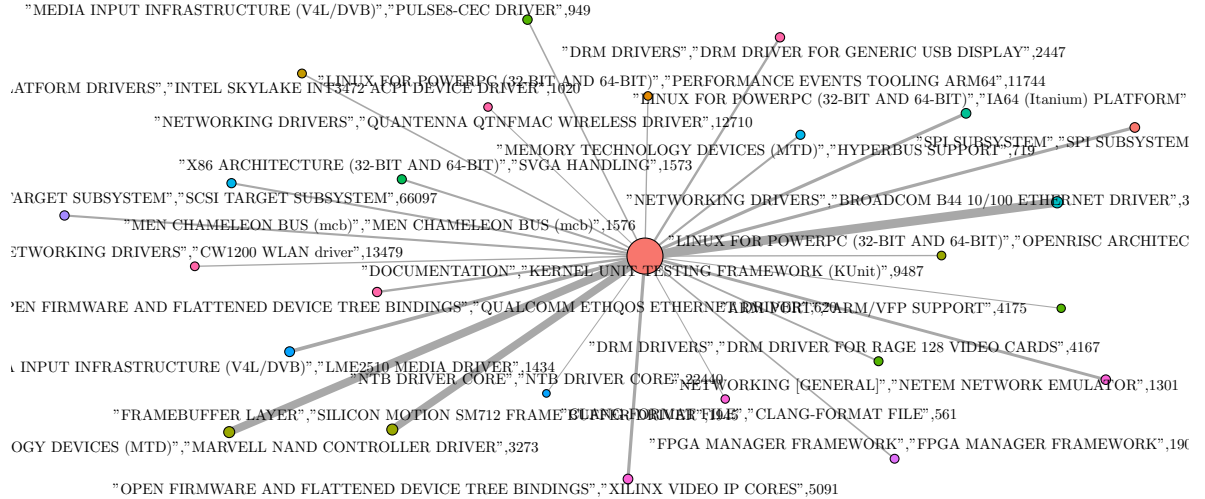 "MEDIA INPUT INFRASTRUCTURE (V4L/DVB)","PULSE8-CEC DRIVER",949
"DRM DRIVERS","DRM DRIVER FOR GENERIC USB DISPLAY",2447
"LINUX FOR POWERPC (32-BIT AND 64-BIT)","PERFORMANCE EVENTS TOOLING ARM64",11744
DRIVERS","INTEL SKYLAKE INT3472 ACPI DEVICE DRIVER",1020
"LINUX FOR POWERPC (32-BIT AND 64-BIT)","IA64 (Itanium) PLATFORM"
"NETWORKING DRIVERS","QUANTENNA QTNFMAC WIRELESS DRIVER",12710
"SPI SUBSYSTEM","SPI SUBSYSTEM
"MEMORY TECHNOLOGY DEVICES (MTD)","HYPERBUS SUPPORT",719
"X86 ARCHITECTURE (32-BIT AND 64-BIT)","SVGA HANDLING",1573
SUBSYSTEM","SCSI TARGET SUBSYSTEM",66097
"NETWORKING DRIVERS","BROADCOM B44 10/100 ETHERNET DRIVER",3
"MEN CHAMELEON BUS (mcb)","MEN CHAMELEON BUS (mcb)",1576
"LINUX FOR POWERPC (32-BIT AND 64-BIT)","OPENRISC ARCHITEC
DRIVERS","CW1200 WLAN driver",13479
"DOCUMENTATION","KERNEL UNIT TESTING FRAMEWORK (KUnit)",9487
FIRMWARE AND FLATTENED DEVICE TREE BINDINGS","QUALCOMM ETHQOS ETHERNET DRIVER",620
"ARM/VFP SUPPORT",4175
"DRM DRIVERS","DRM DRIVER FOR RAGE 128 VIDEO CARDS",4167
INPUT INFRASTRUCTURE (V4L/DVB)","LME2510 MEDIA DRIVER",1434
"NTB DRIVER CORE","NTB DRIVER CORE",22440
"NETWORKING [GENERAL]","NETEM NETWORK EMULATOR",1301
"FRAMEBUFFER LAYER","SILICON MOTION SM712 FRAME BUFFER DRIVER",1945
"CLANG-FORMAT FILE","CLANG-FORMAT FILE",561
DEVICES (MTD)","MARVELL NAND CONTROLLER DRIVER",3273
"FPGA MANAGER FRAMEWORK","FPGA MANAGER FRAMEWORK",190
"OPEN FIRMWARE AND FLATTENED DEVICE TREE BINDINGS","XILINX VIDEO IP CORES",5091